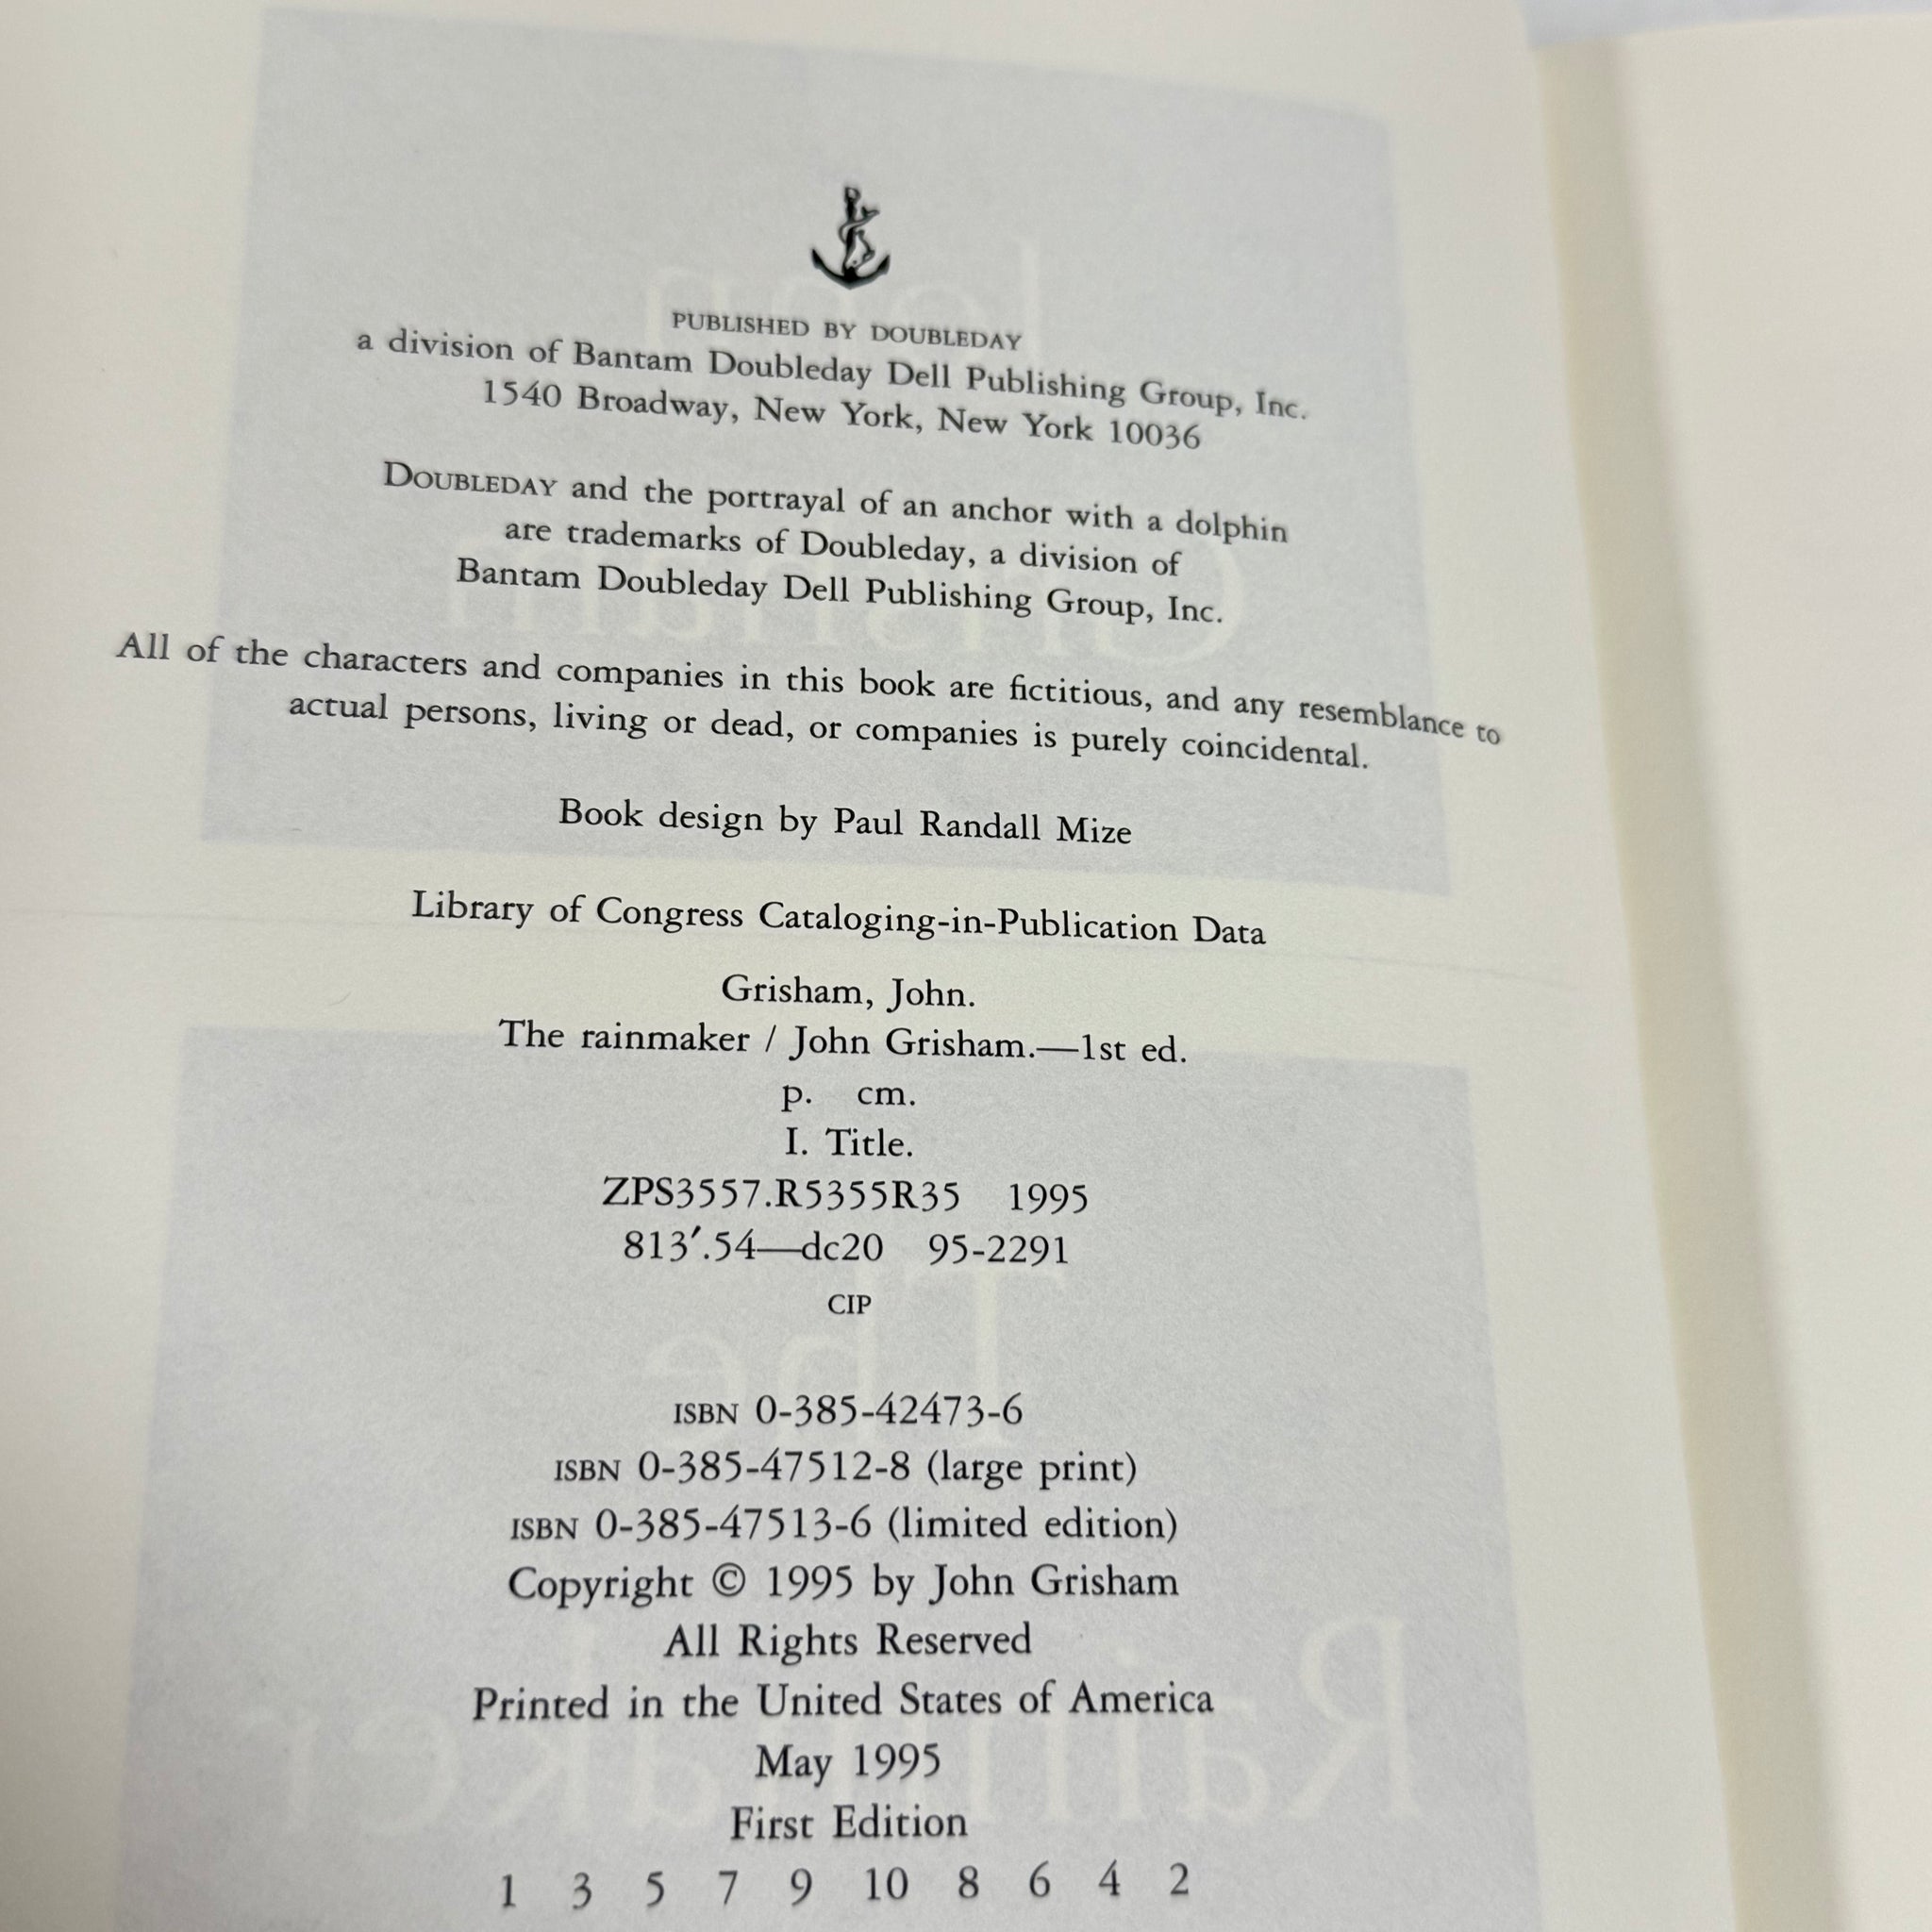 PUBLISHED BY DOUBLEDAY
a division of Bantam Doubleday Dell Publishing Group, Inc.
1540 Broadway, New York, New York 10036
DOUBLEDAY and the portrayal of an anchor with a dolphin
are trademarks of Doubleday, a division of
Bantam Doubleday Dell Publishing Group, Inc.
All of the characters and companies in this book are fictitious, and any resemblance to
actual persons, living or dead, or companies is purely coincidental.
Book design by Paul Randall Mize
Library of Congress Cataloging-in-Publication Data
Grisham, John.
The rainmaker / John Grisham.—1st ed.
p. cm.
I. Title.
ZPS3557.R5355R35 1995
813′.54—dc20 95-2291
CIP
ISBN 0-385-42473-6
ISBN 0-385-47512-8 (large print)
ISBN 0-385-47513-6 (limited edition)
Copyright © 1995 by John Grisham
All Rights Reserved
Printed in the United States of America
May 1995
First Edition
1 3 5 7 9 10 8 6 4 2